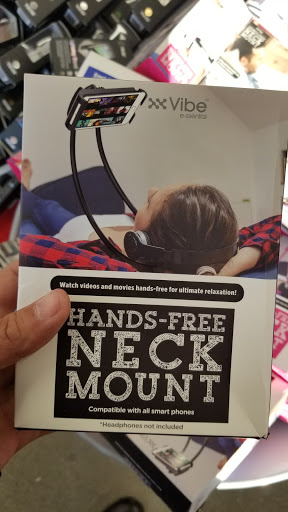 Vibe
e-ssential
Watch videos and movies hands-free for ultimate relaxation!
HANDS-FREE
NECK
MOUNT
Compatible with all smart phones
*Headphones not included